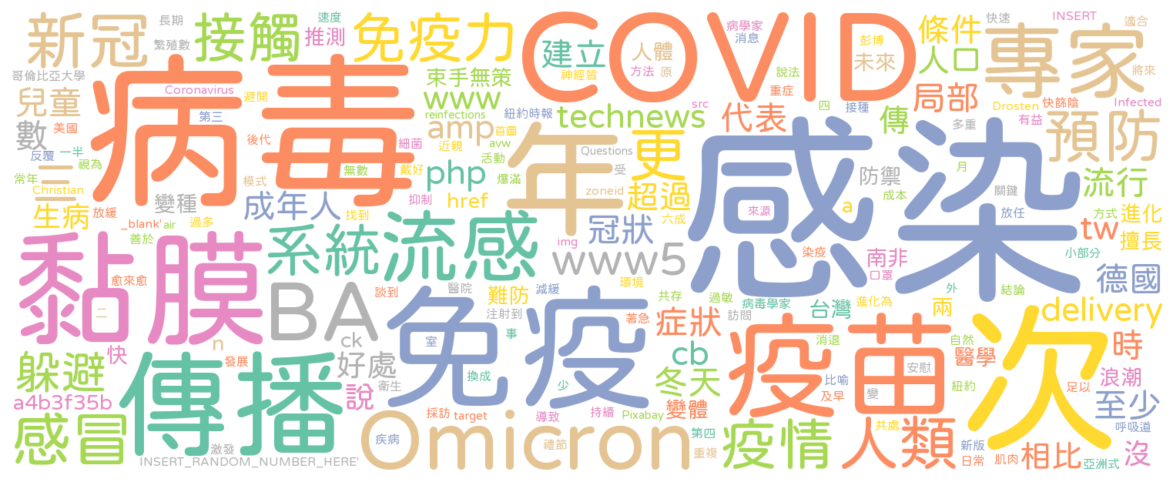 新冠
長期
速度
接觸
推測
免疫力
COVID
病學家
消息
彭博
條件
快速
INSERT
適合
繁殖數
建立
人體
神經質
方法
原
未來
人口
專家
將來
哥倫比亞大學
兒童
Coronavirus
避開
第三
束手無策
www
reinfections
紐約時報
technews
src
重症
說法
代表
四
接種
局部
傳
Drosten
有益
快篩陰
Infected
多重
預防
數
美國
反覆
一半
視為
病毒
後代
細菌
amp
近親
首圖
avw
年
Questions
受
更
三
常年
Christian
無數
戴好
活動
php
爆滿
zoneid
超過
六成
感染
來源
防禦
a
成本
月
關鍵
放任
流行
方式
進化
tw
擅長
生病
放緩
變種
模式
成年人
抑制
href
找到
_blank'
air
過多
善於
系統
流感
img
冠狀
www5
環境
染疫
南非
口罩
小部分
德國
黏膜
愈來愈
二
談到
BA
醫院
減緩
難防
注射到
事
共存
過敏
著急
病毒學家
訪問
台灣
進化為
外
兩
結論
delivery
n
發展
ck
免疫
室
換成
少
症狀
cb
疫苗
消退
比喻
及早
安慰
變
自然
醫學
紐約
次
足以
時
浪潮
快
躲避
傳播
好處
衛生
說
冬天
a4b3f35b
感冒
激發
INSERT_RANDOM_NUMBER_HERE'
採訪
target
導致
持續
Pixabay
變體
至少
呼吸道
疾病
Omicron
禮節
重複
第四
疫情
共處
人類
新版
日常
肌肉
相比
亞洲式
沒